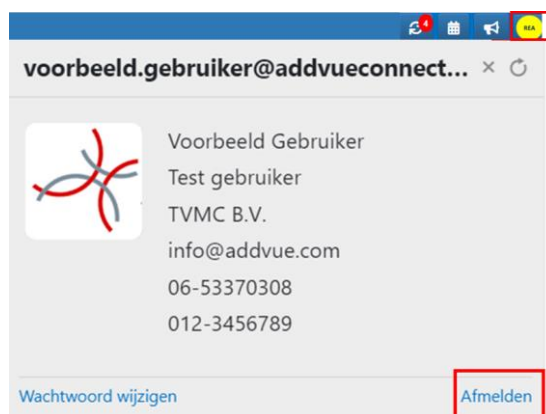 4
REA
voorbeeld.gebruiker@addvueconnect...
Voorbeeld Gebruiker
Test gebruiker
TVMC B.V.
info@addvue.com
06-53370308
012-3456789
Wachtwoord wijzigen
Afmelden